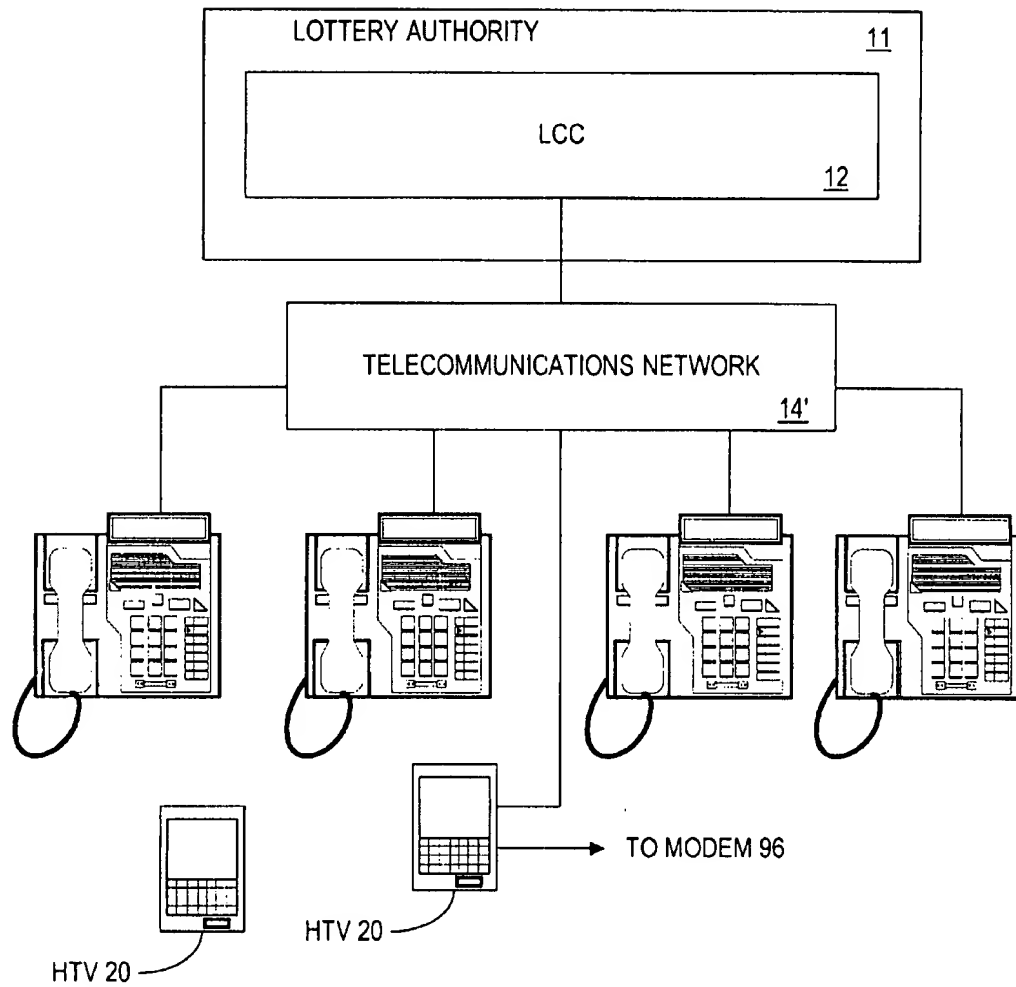 LOTTERY AUTHORITY
11
LCC
12
TELECOMMUNICATIONS NETWORK
14'
TO MODEM 96
HTV 20
HTV 20